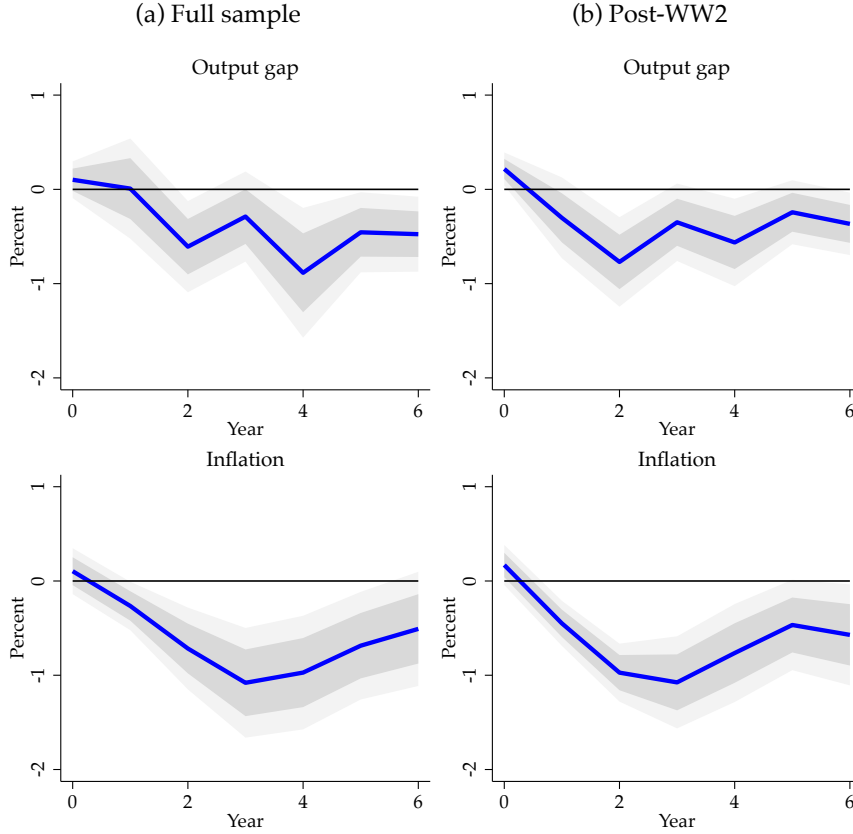 (a) Full sample
(b) Post-WW2
Output gap
1
0
-1
-2
Percent
0 2 4 6
Year
Output gap
1
0
-1
-2
Percent
0 2 4 6
Year
Inflation
1
0
-1
-2
Percent
0 2 4 6
Year
Inflation
1
0
-1
-2
Percent
0 2 4 6
Year